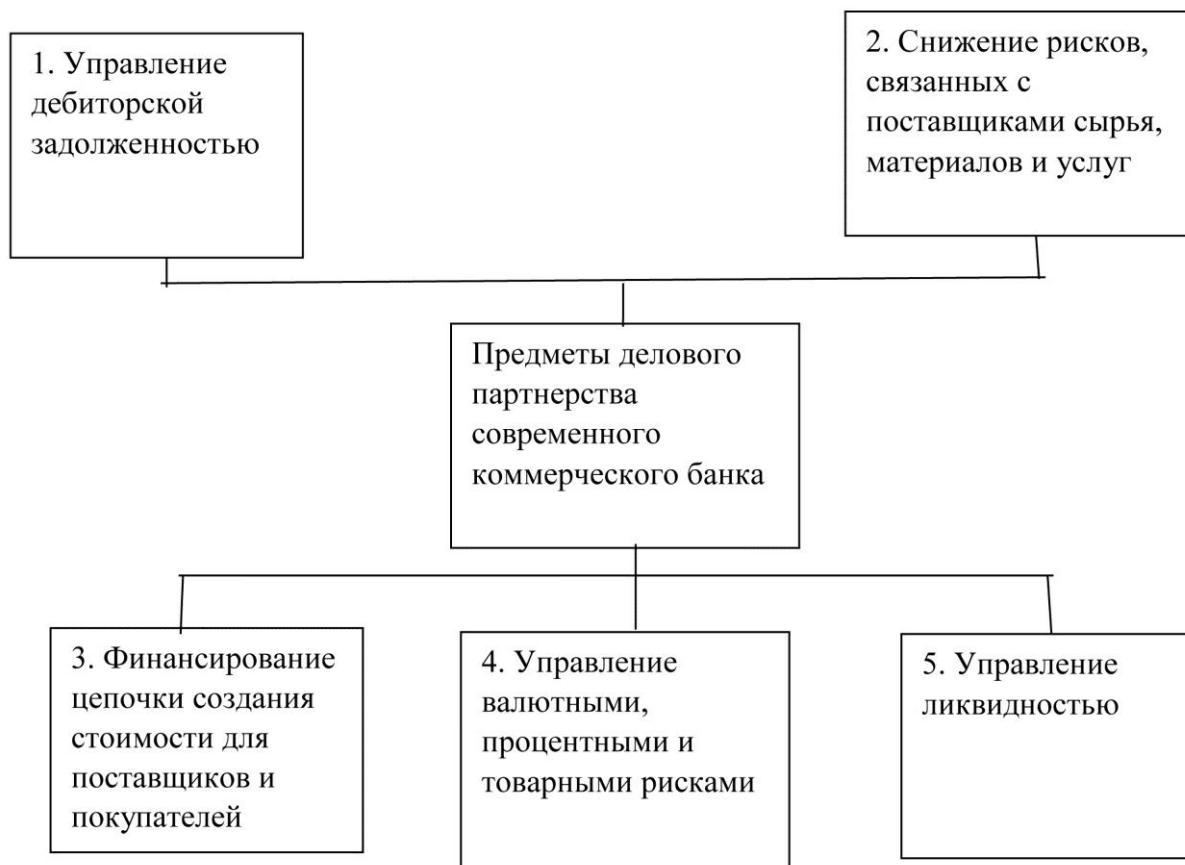 1. Управление
дебиторской
задолженностью
2. Снижение рисков,
связанных с
поставщиками сырья,
материалов и услуг
Предметы делового
партнерства
современного
коммерческого банка
3. Финансирование
цепочки создания
стоимости для
поставщиков и
покупателей
4. Управление
валютными,
процентными и
товарными рисками
5. Управление
ликвидностью